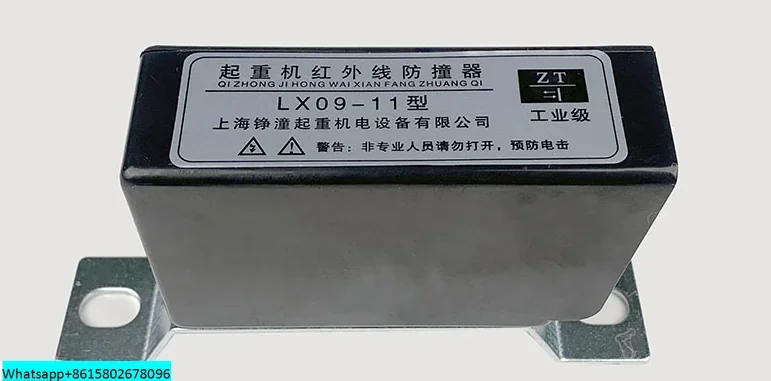 起重机红外线防撞器
QI ZHONG JI HONG WAI XIAN FANG ZHUANG QI
LX09-11型
上海铮潼起重机电设备有限公司
警告：非专业人员请勿打开，预防电击
ZT
工业级
Whatsapp+8615802678096